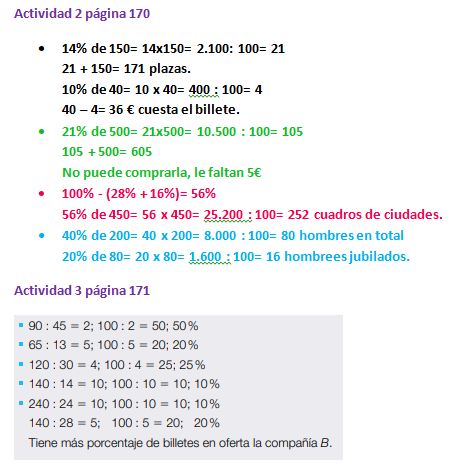 Actividad 2 página 170
• 14% de 150= 14x150= 2.100: 100= 21
21 + 150= 171 plazas.
10% de 40= 10 x 40= 400 : 100= 4
40 – 4= 36 € cuesta el billete.
• 21% de 500= 21x500= 10.500 : 100= 105
105 + 500= 605
No puede comprarla, le faltan 5€
• 100% - (28% + 16%)= 56%
56% de 450= 56 x 450= 25.200 : 100= 252 cuadros de ciudades.
• 40% de 200= 40 x 200= 8.000 : 100= 80 hombres en total
20% de 80= 20 x 80= 1.600 : 100= 16 hombrees jubilados.
Actividad 3 página 171
▪ 90 : 45 = 2; 100 : 2 = 50; 50 %
▪ 65 : 13 = 5; 100 : 5 = 20; 20 %
▪ 120 : 30 = 4; 100 : 4 = 25; 25 %
▪ 140 : 14 = 10; 100 : 10 = 10; 10 %
▪ 240 : 24 = 10; 100 : 10 = 10; 10 %
140 : 28 = 5; 100 : 5 = 20; 20 %
Tiene más porcentaje de billetes en oferta la compañía B.